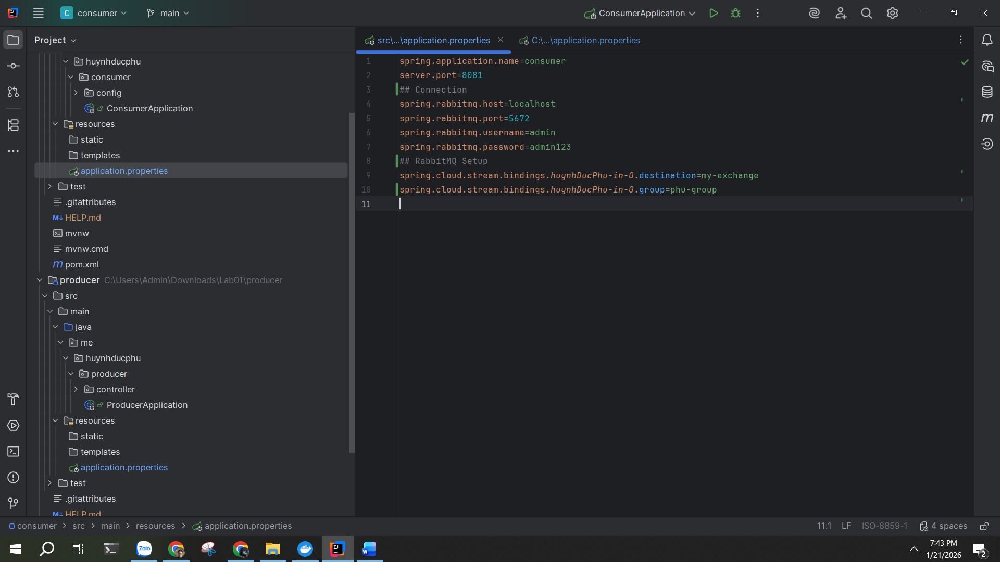 C consumer main ConsumerApplication
Project
src\...\application.properties C:\...\application.properties
huynhducphu
consumer
config
ConsumerApplication
resources
static
templates
application.properties
test
.gitattributes
M↓ HELP.md
mvnw
mvnw.cmd
m pom.xml
producer C:\Users\Admin\Downloads\Lab01\producer
src
main
java
me
huynhducphu
producer
controller
ProducerApplication
resources
static
templates
application.properties
test
.gitattributes
M↓ HELP.md
1 spring.application.name=consumer
2 server.port=8081
3 ## Connection
4 spring.rabbitmq.host=localhost
5 spring.rabbitmq.port=5672
6 spring.rabbitmq.username=admin
7 spring.rabbitmq.password=admin123
8 ## RabbitMQ Setup
9 spring.cloud.stream.bindings.huynhDucPhu-in-0.destination=my-exchange
10 spring.cloud.stream.bindings.huynhDucPhu-in-0.group=phu-group
11
m
consumer > src > main > resources > application.properties
11:1 LF ISO-8859-1 4 spaces
Zalo
IJ
W
7:43 PM
1/21/2026
2